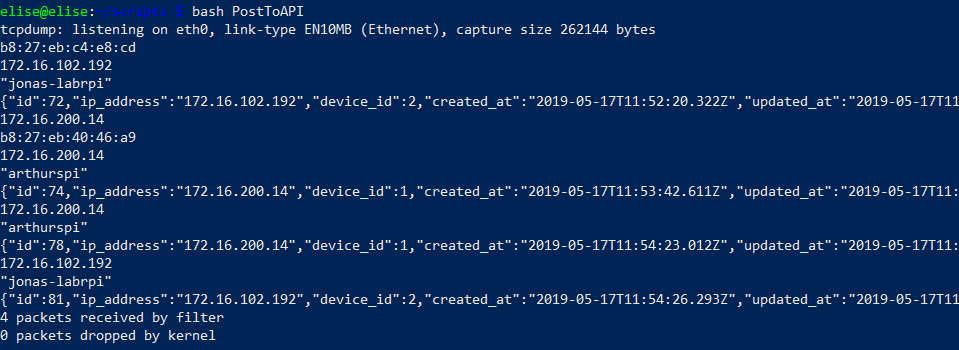 elise@elise:~/scripts $ bash PostToAPI
tcpdump: listening on eth0, link-type EN10MB (Ethernet), capture size 262144 bytes
b8:27:eb:c4:e8:cd
172.16.102.192
"jonas-labrpi"
{"id":72,"ip_address":"172.16.102.192","device_id":2,"created_at":"2019-05-17T11:52:20.322Z","updated_at":"2019-05-17T11
172.16.200.14
b8:27:eb:40:46:a9
172.16.200.14
"arthurspi"
{"id":74,"ip_address":"172.16.200.14","device_id":1,"created_at":"2019-05-17T11:53:42.611Z","updated_at":"2019-05-17T11:
172.16.200.14
"arthurspi"
{"id":78,"ip_address":"172.16.200.14","device_id":1,"created_at":"2019-05-17T11:54:23.012Z","updated_at":"2019-05-17T11:
172.16.102.192
"jonas-labrpi"
{"id":81,"ip_address":"172.16.102.192","device_id":2,"created_at":"2019-05-17T11:54:26.293Z","updated_at":"2019-05-17T11
4 packets received by filter
0 packets dropped by kernel